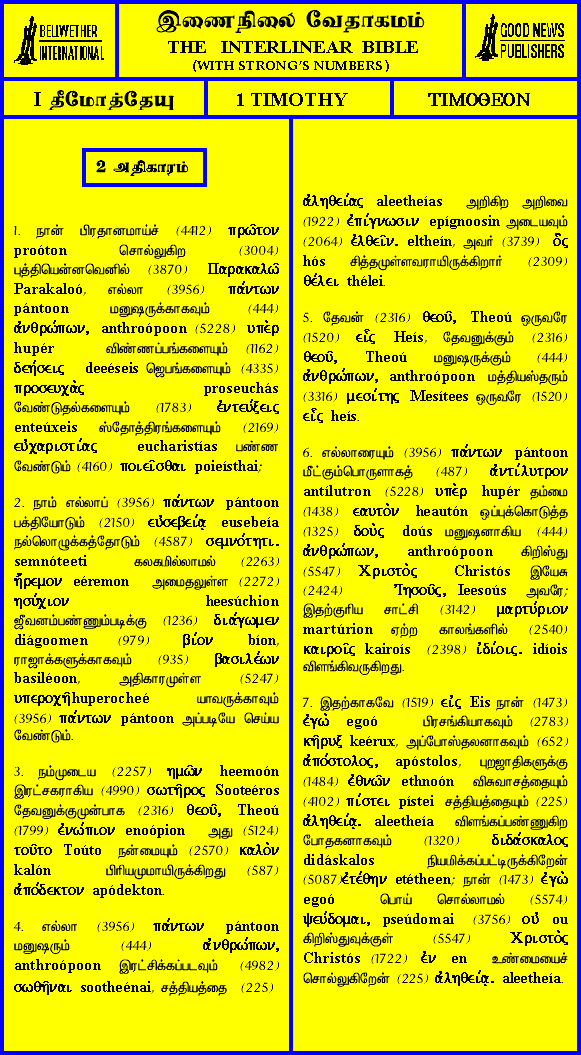 BELLWETHER
INTERNATIONAL
இணைநிலை வேதாகமம்
THE INTERLINEAR BIBLE
(WITH STRONG'S NUMBERS)
GOOD NEWS
PUBLISHERS
I தீமோத்தேயு
1 TIMOTHY
ΤΙΜΟΘΕΟΝ
2 அதிகாரம்
1. நான் பிரதானமாய்ச் (4412) πρῶτον
proóton சொல்லுகிற (3004)
புத்தியென்னவெனில் (3870) Παρακαλῶ
Parakaloó, எல்லா (3956) πάντων
pántoon மனுஷருக்காகவும் (444)
ἀνθρώπων, anthroópoon (5228) υπὲρ
hupér விண்ணப்பங்களையும் (1162)
δεήσεις deeéseis ஜெபங்களையும் (4335)
προσευχὰς proseuchás
வேண்டுதல்களையும் (1783) ἐντεύξεις
enteúxeis ஸ்தோத்திரங்களையும் (2169)
εὐχαριστίας eucharistías பண்ண
வேண்டும் (4160) ποιεῖσθαι poieísthai;
2. நாம் எல்லாப் (3956) πάντων pántoon
பக்தியோடும் (2150) εὐσεβείᾳ eusebeía
நல்லொழுக்கத்தோடும் (4587) σεμνότητι.
semnóteeti கலகமில்லாமல் (2263)
ἤρεμον eéremon அமைதலுள்ள (2272)
ησύχιον heesúchion
ஜீவனம்பண்ணும்படிக்கு (1236) διάγωμεν
diágoomen (979) βίον bíon,
ராஜாக்களுக்காகவும் (935) βασιλέων
basiléoon, அதிகாரமுள்ள (5247)
υπεροχῆ huperocheé யாவருக்காவும்
(3956) πάντων pántoon அப்படியே செய்ய
வேண்டும்.
3. நம்முடைய (2257) ημῶν heemoón
இரட்சகராகிய (4990) σωτῆρος Sooteéros
தேவனுக்குமுன்பாக (2316) θεοῦ, Theoú
(1799) ἐνώπιον enoópion அது (5124)
τοῦτο Toúto நன்மையும் (2570) καλὸν
kalón பிரியமுமாயிருக்கிறது (587)
ἀπόδεκτον apódekton.
4. எல்லா (3956) πάντων pántoon
மனுஷரும் (444) ἀνθρώπων,
anthroópoon இரட்சிக்கப்படவும் (4982)
σωθῆναι sootheénai, சத்தியத்தை (225)
ἀληθείας aleetheías அறிகிற அறிவை
(1922) ἐπίγνωσιν epígnoosin அடையவும்
(2064) ἐλθεῖν. eltheín, அவர் (3739) ὃς
hós சித்தமுள்ளவராயிருக்கிறார் (2309)
θέλει thélei.
5. தேவன் (2316) θεοῦ, Theoú ஒருவரே
(1520) εἷς Heís, தேவனுக்கும் (2316)
θεοῦ, Theoú மனுஷருக்கும் (444)
ἀνθρώπων, anthroópoon மத்தியஸ்தரும்
(3316) μεσίτης Mesítees ஒருவரே (1520)
εἷς heís.
6. எல்லாரையும் (3956) πάντων pántoon
மீட்கும்பொருளாகத் (487) ἀντίλυτρον
antílutron (5228) υπὲρ hupér தம்மை
(1438) εαυτὸν heautón ஒப்புக்கொடுத்த
(1325) δοὺς doús மனுஷனாகிய (444)
ἀνθρώπων, anthroópoon கிறிஸ்து
(5547) Χριστὸς Christós இயேசு
(2424) Ἰησοῦς, Ieesoús அவரே;
இதற்குரிய சாட்சி (3142) μαρτύριον
martúrion ஏற்ற காலங்களில் (2540)
καιροῖς kairoís (2398) ἰδίοις. idíois
விளங்கிவருகிறது.
7. இதற்காகவே (1519) εἰς Eis நான் (1473)
ἐγὼ egoó பிரசங்கியாகவும் (2783)
κῆρυξ keérux, அப்போஸ்தலனாகவும் (652)
ἀπόστολος, apóstolos, புறஜாதிகளுக்கு
(1484) ἐθνῶν ethnoón விசுவாசத்தையும்
(4102) πίστει pístei சத்தியத்தையும் (225)
ἀληθείᾳ. aleetheía விளங்கப்பண்ணுகிற
போதகனாகவும் (1320) διδάσκαλος
didáskalos நியமிக்கப்பட்டிருக்கிறேன்
(5087)ἐτέθην etétheen; நான் (1473) ἐγὼ
egoó பொய் சொல்லாமல் (5574)
ψεύδομαι, pseúdomai (3756) οὐ ou
கிறிஸ்துவுக்குள் (5547) Χριστὸς
Christós (1722) ἐν en உண்மையைச்
சொல்லுகிறேன் (225) ἀληθείᾳ. aleetheía.